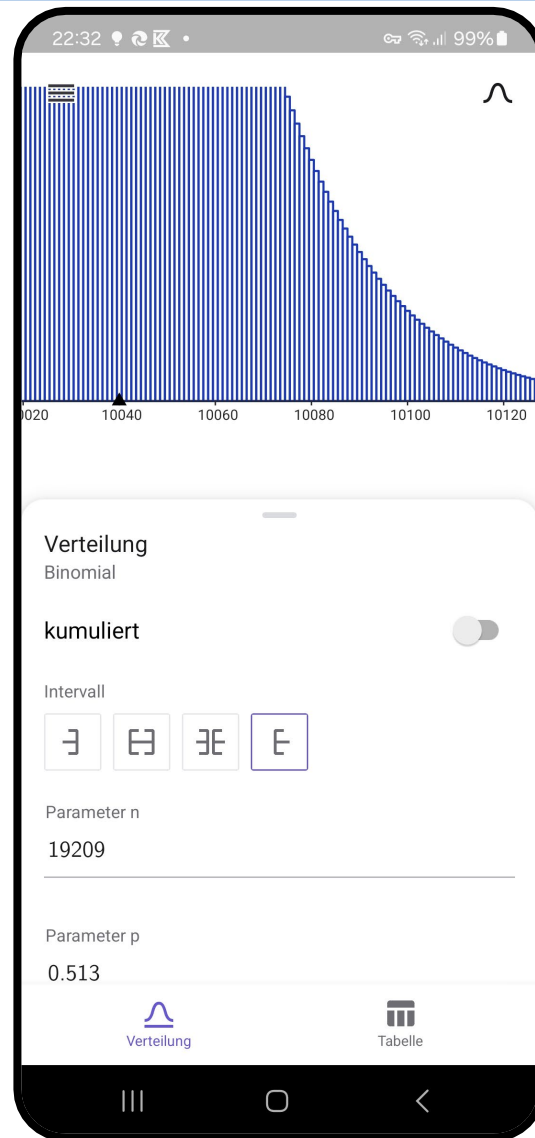 22:32
99%
0020 10040 10060 10080 10100 10120
Verteilung
Binomial
kumuliert
Intervall
Parameter n
19209
Parameter p
0.513
Verteilung Tabelle